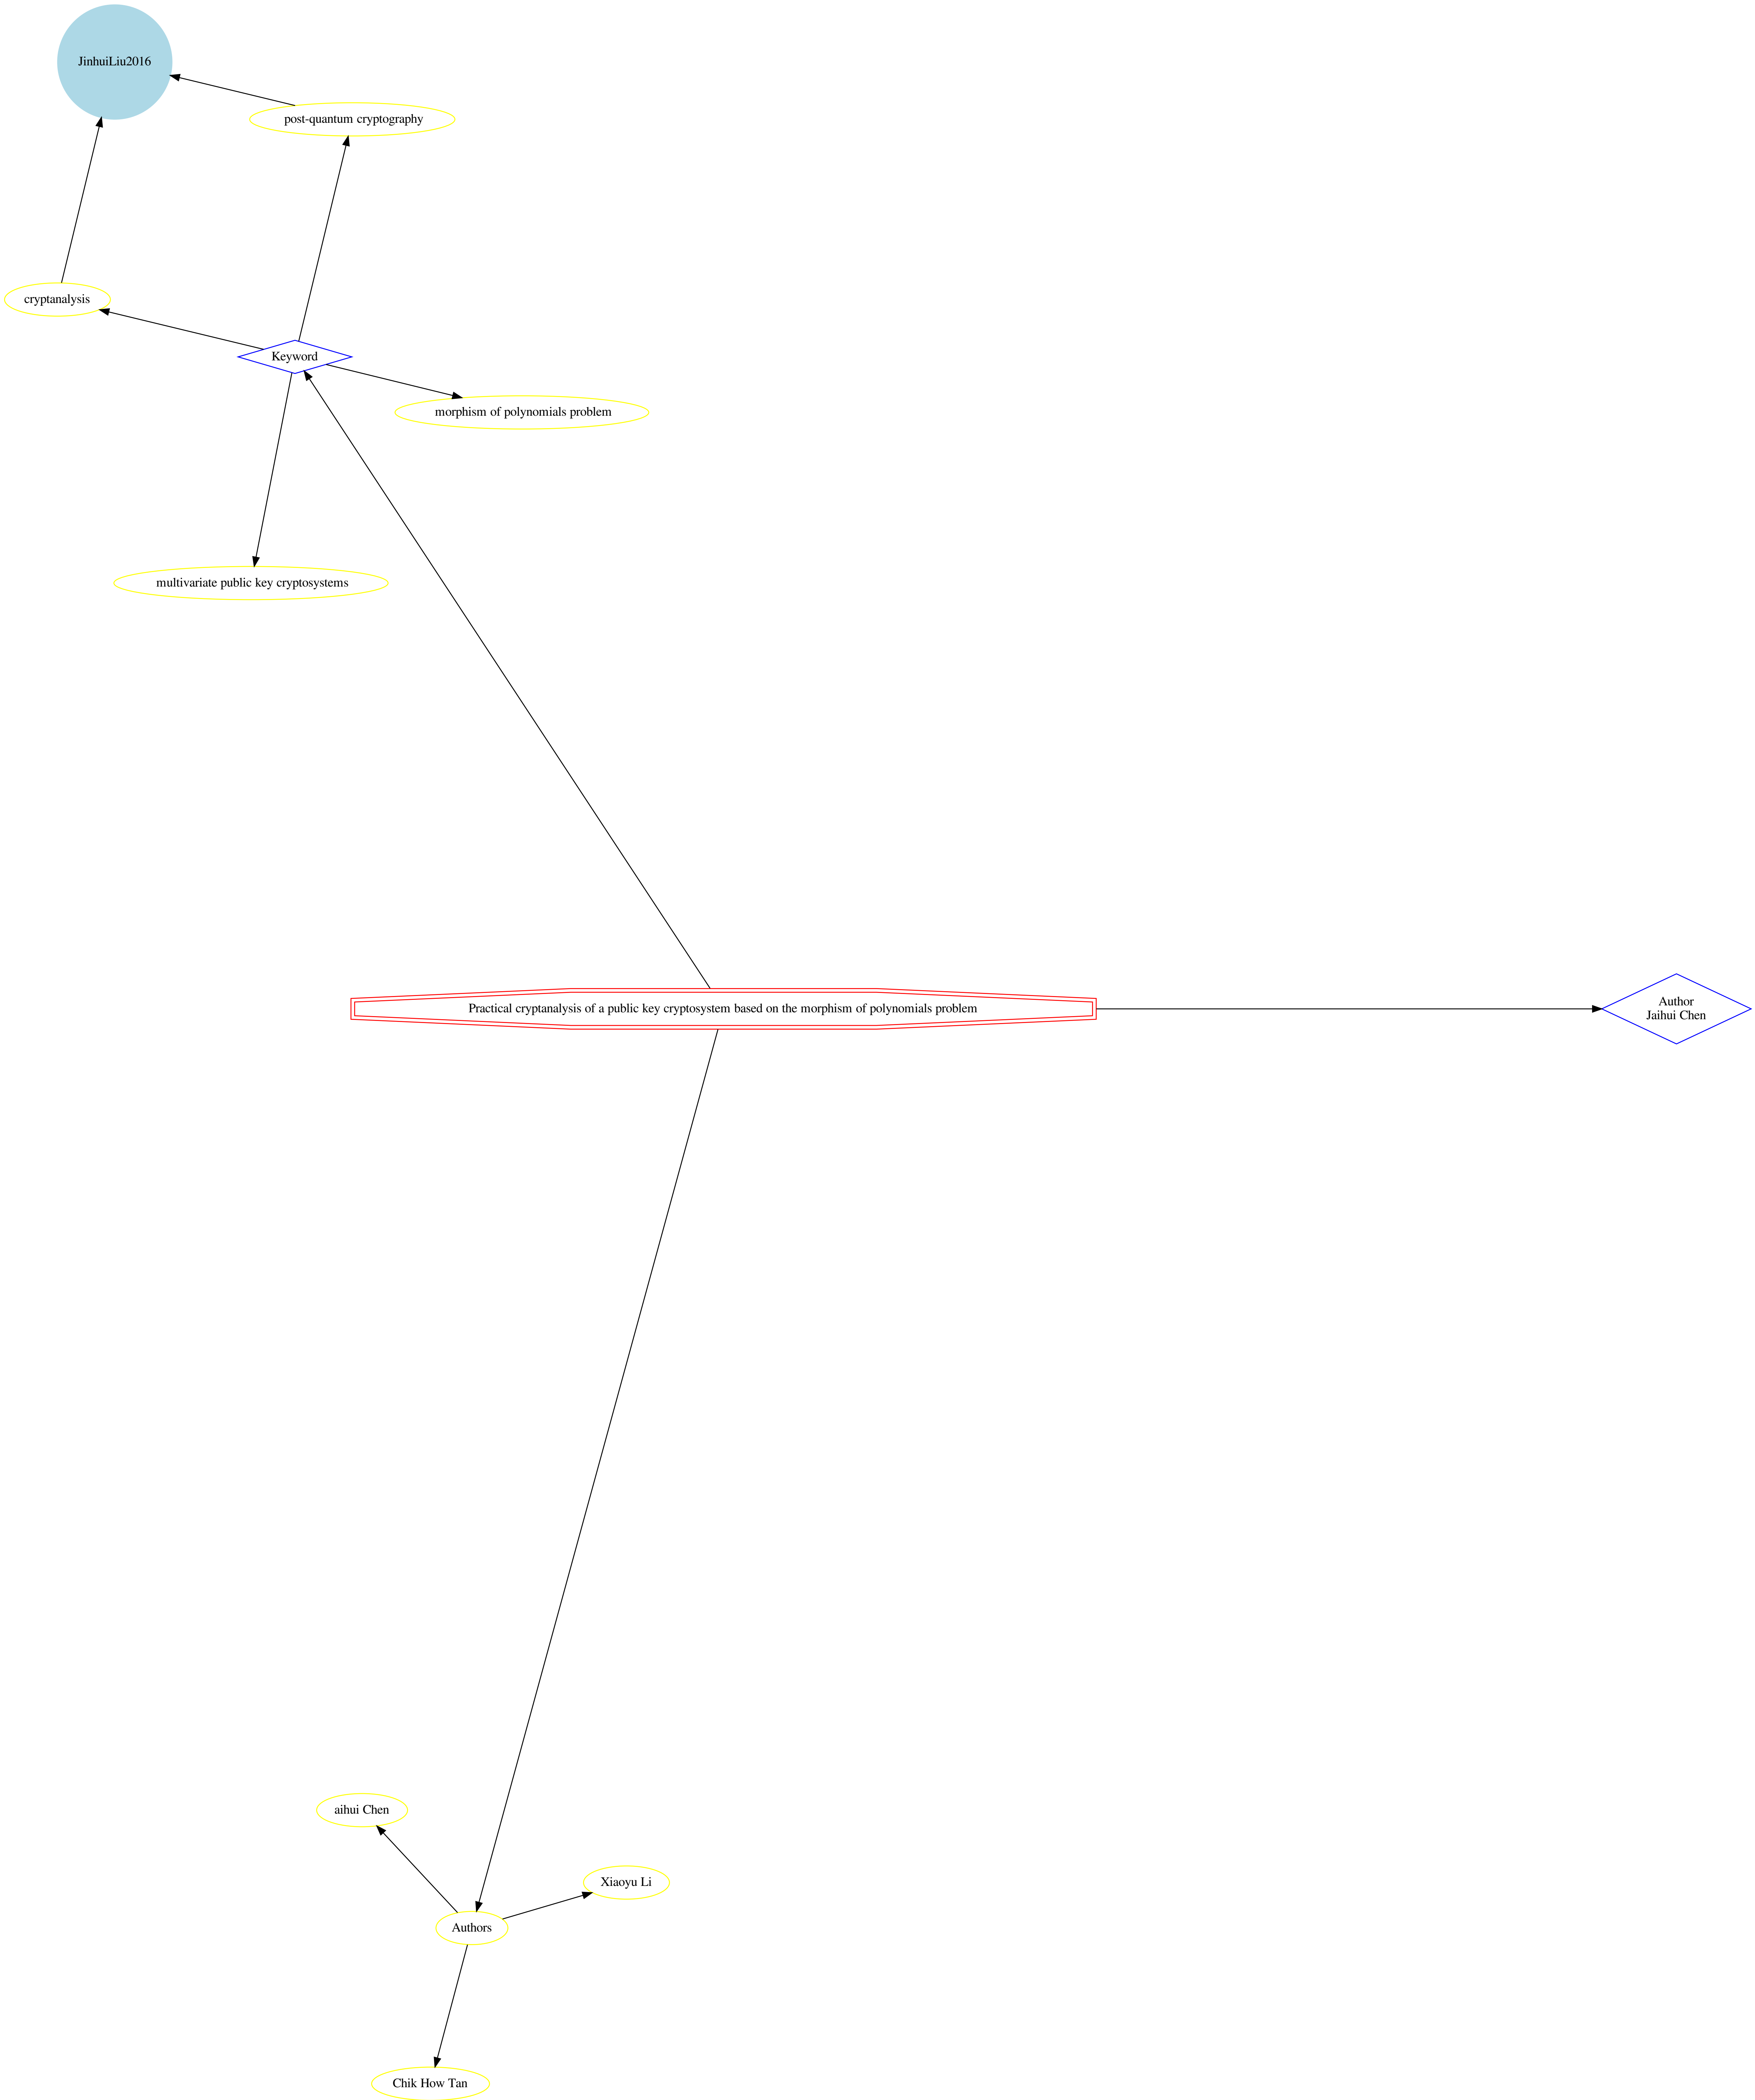 JinhuiLiu2016
post-quantum cryptography
cryptanalysis
Keyword
morphism of polynomials problem
multivariate public key cryptosystems
Practical cryptanalysis of a public key cryptosystem based on the morphism of polynomials problem
Author
Jaihui Chen
aihui Chen
Xiaoyu Li
Authors
Chik How Tan